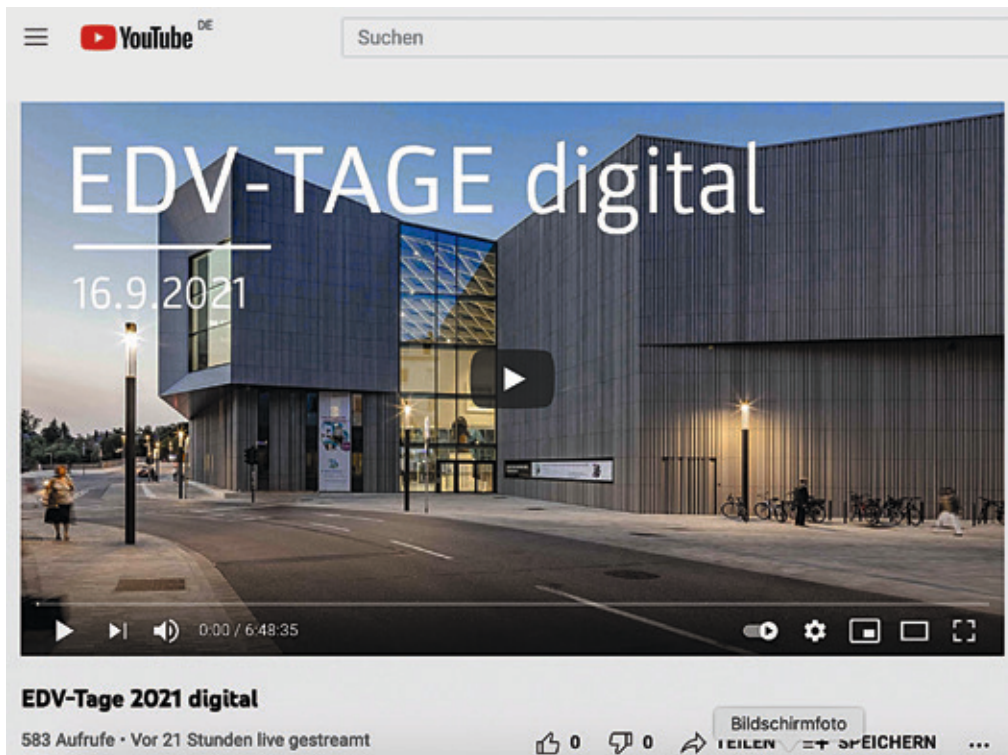 YouTube DE
Suchen
EDV-TAGE digital
16.9.2021
0:00 / 6:48:35
EDV-Tage 2021 digital
583 Aufrufe • Vor 21 Stunden live gestreamt
0
0
TEILEN
SPEICHERN
Bildschirmfoto